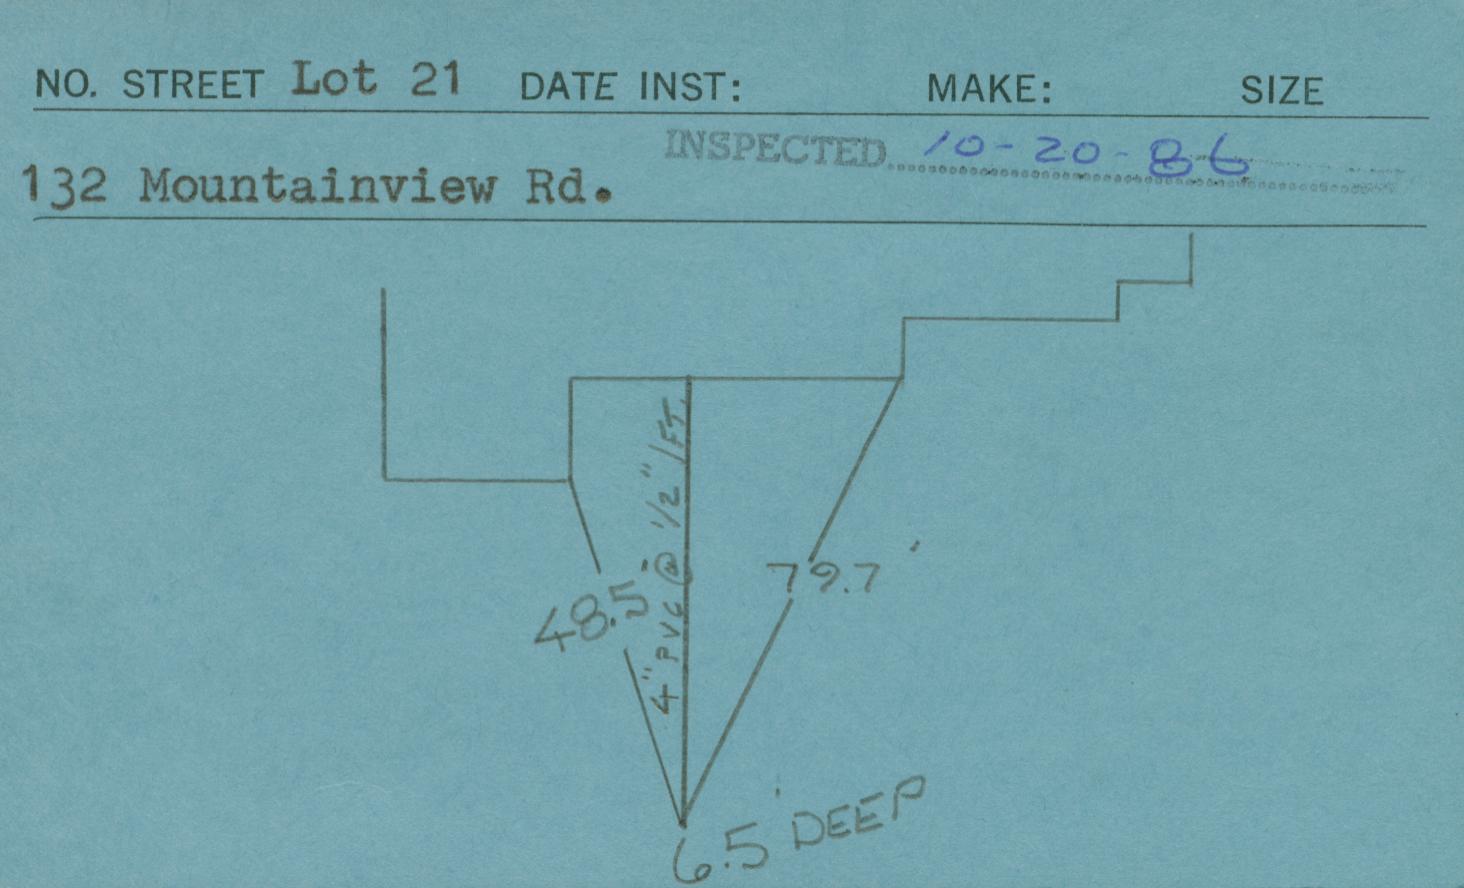 NO. STREET Lot 21 DATE INST: MAKE: SIZE
INSPECTED 10-20-86
132 Mountainview Rd.
4" PVC @ 1/2"/FT.
48.5'
79.7'
6.5' DEEP